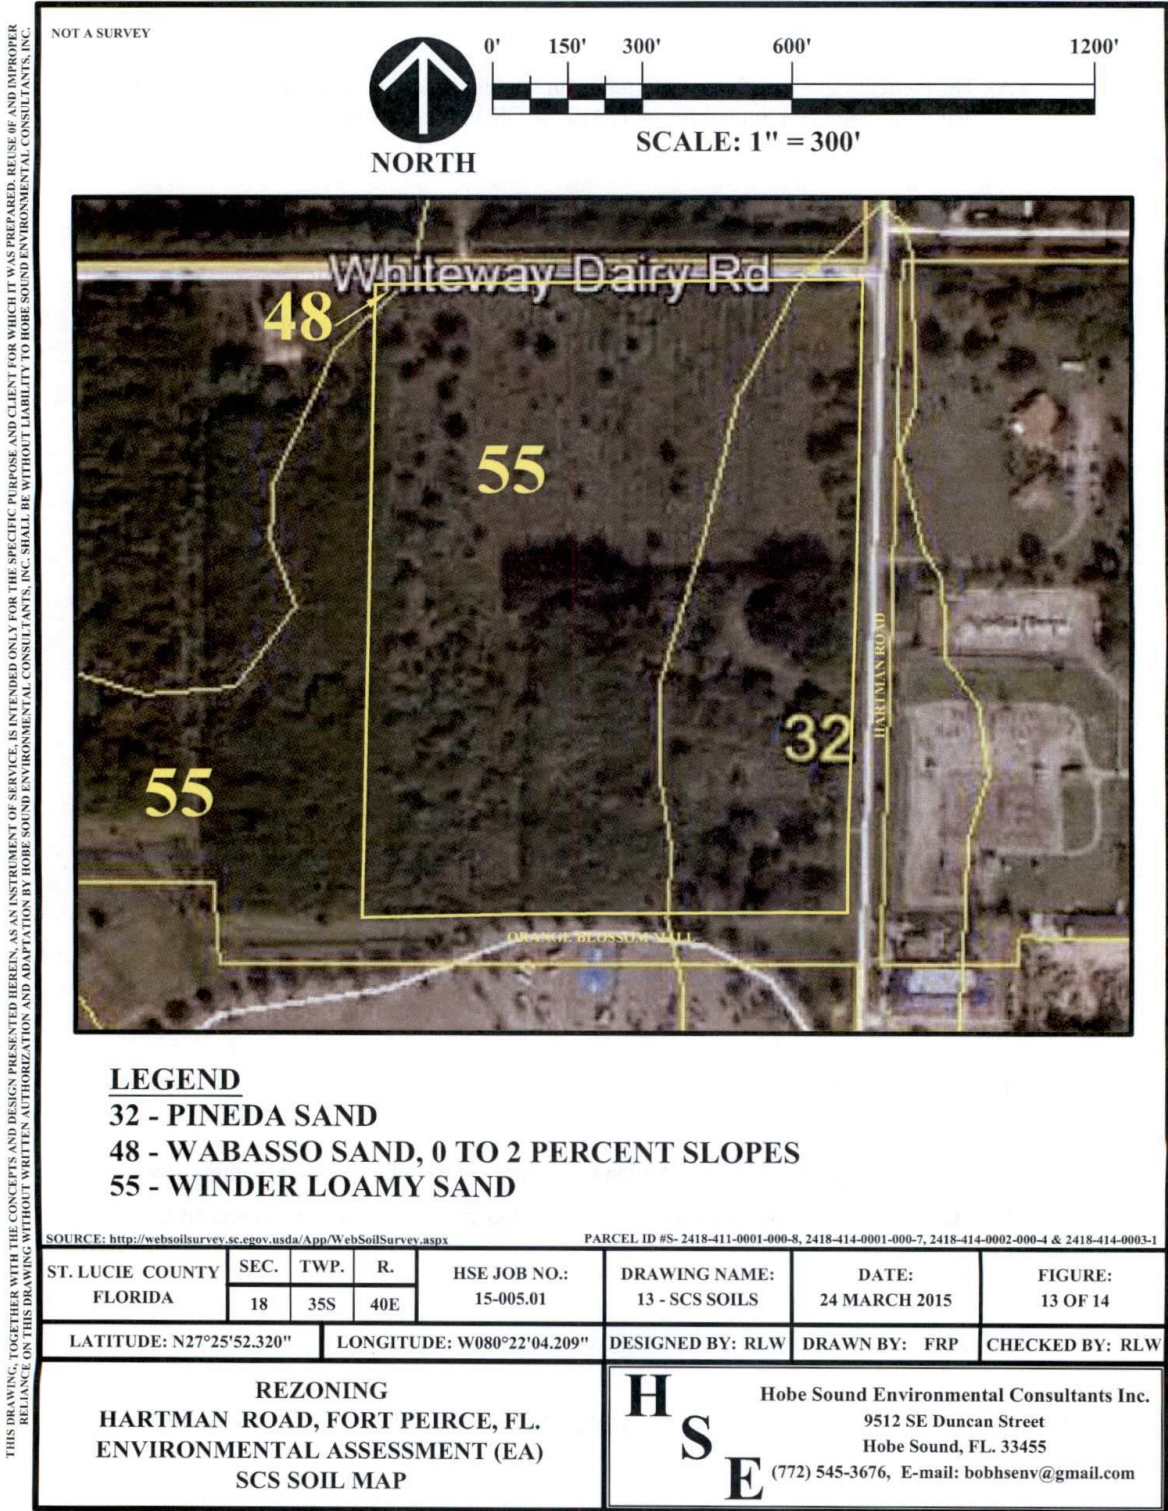 THIS DRAWING, TOGETHER WITH THE CONCEPTS AND DESIGN PRESENTED HEREIN, AS AN INSTRUMENT OF SERVICE, IS INTENDED ONLY FOR THE SPECIFIC PURPOSE AND CLIENT FOR WHICH IT WAS PREPARED. REUSE OF AND IMPROPER
RELIANCE ON THIS DRAWING WITHOUT WRITTEN AUTHORIZATION AND ADAPTATION BY HOBE SOUND ENVIRONMENTAL CONSULTANTS, INC. SHALL BE WITHOUT LIABILITY TO HOBE SOUND ENVIRONMENTAL CONSULTANTS, INC.
NOT A SURVEY
0' 150' 300' 600' 1200'
NORTH
SCALE: 1" = 300'
Whiteway Dairy Rd
48
55
HARTMAN ROAD
32
55
ORANGE BLOSSOM MALL
LEGEND
32 - PINEDA SAND
48 - WABASSO SAND, 0 TO 2 PERCENT SLOPES
55 - WINDER LOAMY SAND
SOURCE: http://websoilsurvey.sc.egov.usda/App/WebSoilSurvey.aspx
PARCEL ID #S- 2418-411-0001-000-8, 2418-414-0001-000-7, 2418-414-0002-000-4 & 2418-414-0003-1
ST. LUCIE COUNTY
FLORIDA
SEC. TWP. R.
18 35S 40E
HSE JOB NO.:
15-005.01
DRAWING NAME:
13 - SCS SOILS
DATE:
24 MARCH 2015
FIGURE:
13 OF 14
LATITUDE: N27°25'52.320"
LONGITUDE: W080°22'04.209"
DESIGNED BY: RLW
DRAWN BY: FRP
CHECKED BY: RLW
REZONING
HARTMAN ROAD, FORT PEIRCE, FL.
ENVIRONMENTAL ASSESSMENT (EA)
SCS SOIL MAP
HSE
Hobe Sound Environmental Consultants Inc.
9512 SE Duncan Street
Hobe Sound, FL. 33455
(772) 545-3676, E-mail: bobhsenv@gmail.com